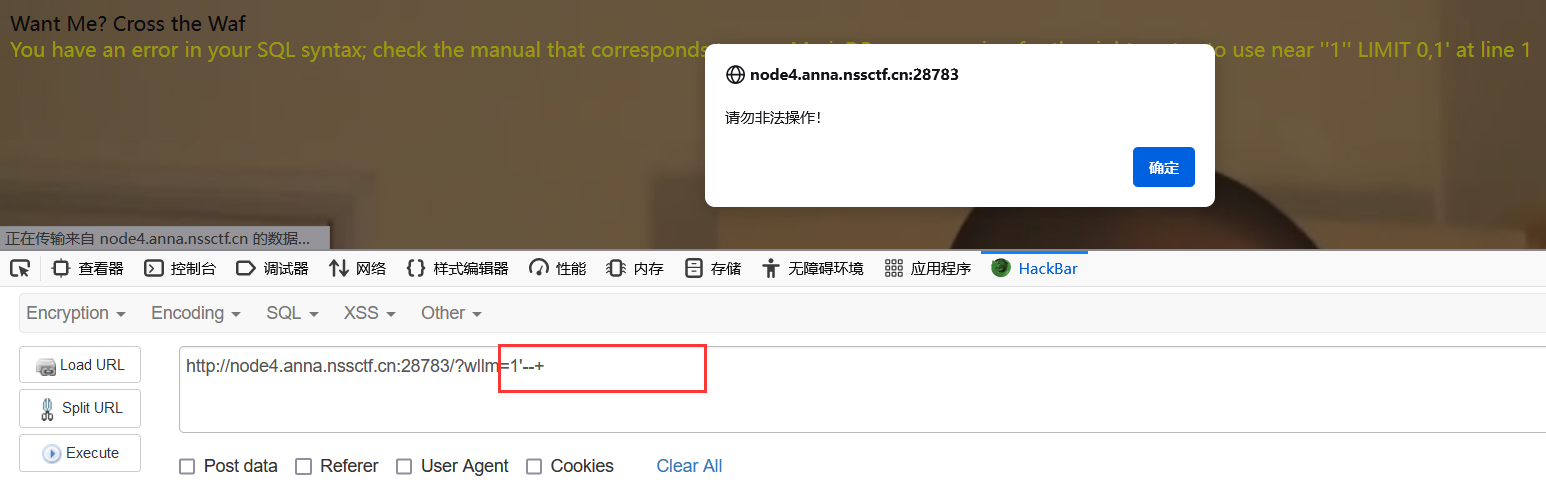 Want Me? Cross the Waf
You have an error in your SQL syntax; check the manual that corresponds
o use near ''1'' LIMIT 0,1' at line 1
node4.anna.nssctf.cn:28783
请勿非法操作!
确定
正在传输来自 node4.anna.nssctf.cn 的数据...
查看器 控制台 调试器 网络 样式编辑器 性能 内存 存储 无障碍环境 应用程序 HackBar
Encryption Encoding SQL XSS Other
Load URL http://node4.anna.nssctf.cn:28783/?wllm=1'--+
Split URL
Execute
Post data Referer User Agent Cookies Clear All